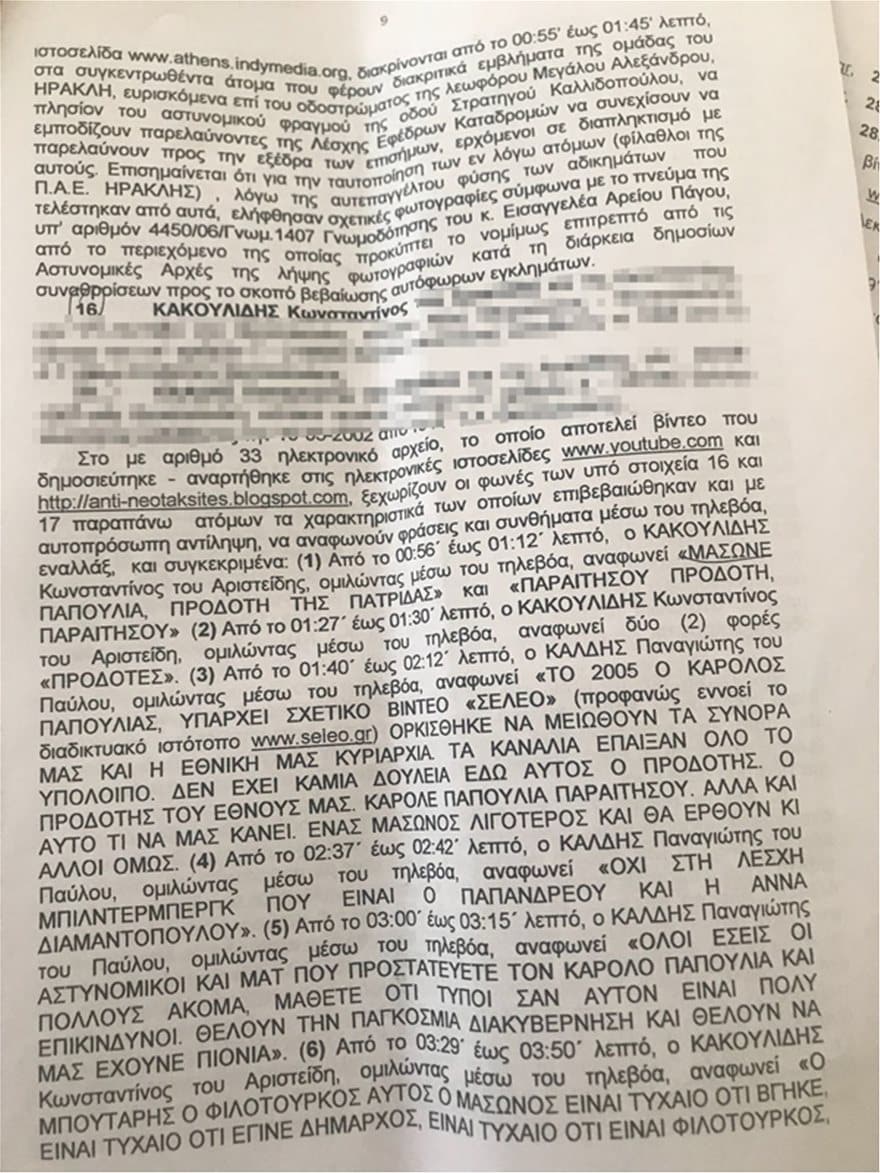 9
ιστοσελίδα www.athens.indymedia.org, διακρίνονται από το 00:55' έως 01:45' λεπτό,
στα συγκεντρωθέντα άτομα που φέρουν διακριτικά εμβλήματα της ομάδας του
ΗΡΑΚΛΗ, ευρισκόμενα επί του οδοστρώματος της λεωφόρου Μεγάλου Αλεξάνδρου,
πλησίον του αστυνομικού φραγμού της οδού Στρατηγού Καλλιδοπούλου, να
εμποδίζουν παρελαύνοντες της Λέσχης Εφέδρων Καταδρομών να συνεχίσουν να
παρελαύνουν προς την εξέδρα των επισήμων, ερχόμενοι σε διαπληκτισμό με
αυτούς. Επισημαίνεται ότι για την ταυτοποίηση των εν λόγω ατόμων (φίλαθλοι της
Π.Α.Ε. ΗΡΑΚΛΗΣ) , λόγω της αυτεπαγγέλτου φύσης των αδικημάτων που
τελέστηκαν από αυτά, ελήφθησαν σχετικές φωτογραφίες σύμφωνα με το πνεύμα της
υπ' αριθμόν 4450/06/Γνωμ.1407 Γνωμοδότησης του κ. Εισαγγελέα Αρείου Πάγου,
από το περιεχόμενο της οποίας προκύπτει το νομίμως επιτρεπτό από τις
Αστυνομικές Αρχές της λήψης φωτογραφιών κατά τη διάρκεια δημοσίων
συναθροίσεων προς το σκοπό βεβαίωσης αυτόφωρων εγκλημάτων.
16/ ΚΑΚΟΥΛΙΔΗΣ Κωνσταντίνος
-05-2002 από
Στο με αριθμό 33 ηλεκτρονικό αρχείο, το οποίο αποτελεί βίντεο που
δημοσιεύτηκε - αναρτήθηκε στις ηλεκτρονικές ιστοσελίδες www.youtube.com και
http://anti-neotaksites.blogspot.com, ξεχωρίζουν οι φωνές των υπό στοιχεία 16 και
17 παραπάνω ατόμων τα χαρακτηριστικά των οποίων επιβεβαιώθηκαν και με
αυτοπρόσωπη αντίληψη, να αναφωνούν φράσεις και συνθήματα μέσω του τηλεβόα,
εναλλάξ, και συγκεκριμένα: (1) Από το 00:56΄ έως 01:12΄ λεπτό, ο ΚΑΚΟΥΛΙΔΗΣ
Κωνσταντίνος του Αριστείδης, ομιλώντας μέσω του τηλεβόα, αναφωνεί «ΜΑΣΩΝΕ
ΠΑΠΟΥΛΙΑ, ΠΡΟΔΟΤΗ ΤΗΣ ΠΑΤΡΙΔΑΣ» και «ΠΑΡΑΙΤΗΣΟΥ ΠΡΟΔΟΤΗ,
ΠΑΡΑΙΤΗΣΟΥ» (2) Από το 01:27΄ έως 01:30΄ λεπτό, ο ΚΑΚΟΥΛΙΔΗΣ Κωνσταντίνος
του Αριστείδη, ομιλώντας μέσω του τηλεβόα, αναφωνεί δύο (2) φορές
«ΠΡΟΔΟΤΕΣ». (3) Από το 01:40΄ έως 02:12΄ λεπτό, ο ΚΑΛΔΗΣ Παναγιώτης του
Παύλου, ομιλώντας μέσω του τηλεβόα, αναφωνεί «ΤΟ 2005 Ο ΚΑΡΟΛΟΣ
ΠΑΠΟΥΛΙΑΣ, ΥΠΑΡΧΕΙ ΣΧΕΤΙΚΟ ΒΙΝΤΕΟ «ΣΕΛΕΟ» (προφανώς εννοεί το
διαδικτυακό ιστότοπο www.seleo.gr) ΟΡΚΙΣΘΗΚΕ ΝΑ ΜΕΙΩΘΟΥΝ ΤΑ ΣΥΝΟΡΑ
ΜΑΣ ΚΑΙ Η ΕΘΝΙΚΗ ΜΑΣ ΚΥΡΙΑΡΧΙΑ. ΤΑ ΚΑΝΑΛΙΑ ΕΠΑΙΞΑΝ ΟΛΟ ΤΟ
ΥΠΟΛΟΙΠΟ. ΔΕΝ ΕΧΕΙ ΚΑΜΙΑ ΔΟΥΛΕΙΑ ΕΔΩ ΑΥΤΟΣ Ο ΠΡΟΔΟΤΗΣ. Ο
ΠΡΟΔΟΤΗΣ ΤΟΥ ΕΘΝΟΥΣ ΜΑΣ. ΚΑΡΟΛΕ ΠΑΠΟΥΛΙΑ ΠΑΡΑΙΤΗΣΟΥ. ΑΛΛΑ ΚΑΙ
ΑΥΤΟ ΤΙ ΝΑ ΜΑΣ ΚΑΝΕΙ. ΕΝΑΣ ΜΑΣΩΝΟΣ ΛΙΓΟΤΕΡΟΣ ΚΑΙ ΘΑ ΕΡΘΟΥΝ ΚΙ
ΑΛΛΟΙ ΟΜΩΣ. (4) Από το 02:37΄ έως 02:42΄ λεπτό, ο ΚΑΛΔΗΣ Παναγιώτης του
Παύλου, ομιλώντας μέσω του τηλεβόα, αναφωνεί «ΟΧΙ ΣΤΗ ΛΕΣΧΗ
ΜΠΙΛΝΤΕΡΜΠΕΡΓΚ ΠΟΥ ΕΙΝΑΙ Ο ΠΑΠΑΝΔΡΕΟΥ ΚΑΙ Η ΑΝΝΑ
ΔΙΑΜΑΝΤΟΠΟΥΛΟΥ». (5) Από το 03:00΄ έως 03:15΄ λεπτό, ο ΚΑΛΔΗΣ Παναγιώτης
του Παύλου, ομιλώντας μέσω του τηλεβόα, αναφωνεί «ΟΛΟΙ ΕΣΕΙΣ ΟΙ
ΑΣΤΥΝΟΜΙΚΟΙ ΚΑΙ ΜΑΤ ΠΟΥ ΠΡΟΣΤΑΤΕΥΕΤΕ ΤΟΝ ΚΑΡΟΛΟ ΠΑΠΟΥΛΙΑ ΚΑΙ
ΠΟΛΛΟΥΣ ΑΚΟΜΑ, ΜΑΘΕΤΕ ΟΤΙ ΤΥΠΟΙ ΣΑΝ ΑΥΤΟΝ ΕΙΝΑΙ ΠΟΛΥ
ΕΠΙΚΙΝΔΥΝΟΙ. ΘΕΛΟΥΝ ΤΗΝ ΠΑΓΚΟΣΜΙΑ ΔΙΑΚΥΒΕΡΝΗΣΗ ΚΑΙ ΘΕΛΟΥΝ ΝΑ
ΜΑΣ ΕΧΟΥΝΕ ΠΙΟΝΙΑ». (6) Από το 03:29΄ έως 03:50΄ λεπτό, ο ΚΑΚΟΥΛΙΔΗΣ
Κωνσταντίνος του Αριστείδη, ομιλώντας μέσω του τηλεβόα, αναφωνεί «Ο
ΜΠΟΥΤΑΡΗΣ Ο ΦΙΛΟΤΟΥΡΚΟΣ ΑΥΤΟΣ Ο ΜΑΣΩΝΟΣ ΕΙΝΑΙ ΤΥΧΑΙΟ ΟΤΙ ΒΓΗΚΕ,
ΕΙΝΑΙ ΤΥΧΑΙΟ ΟΤΙ ΕΓΙΝΕ ΔΗΜΑΡΧΟΣ, ΕΙΝΑΙ ΤΥΧΑΙΟ ΟΤΙ ΕΙΝΑΙ ΦΙΛΟΤΟΥΡΚΟΣ,